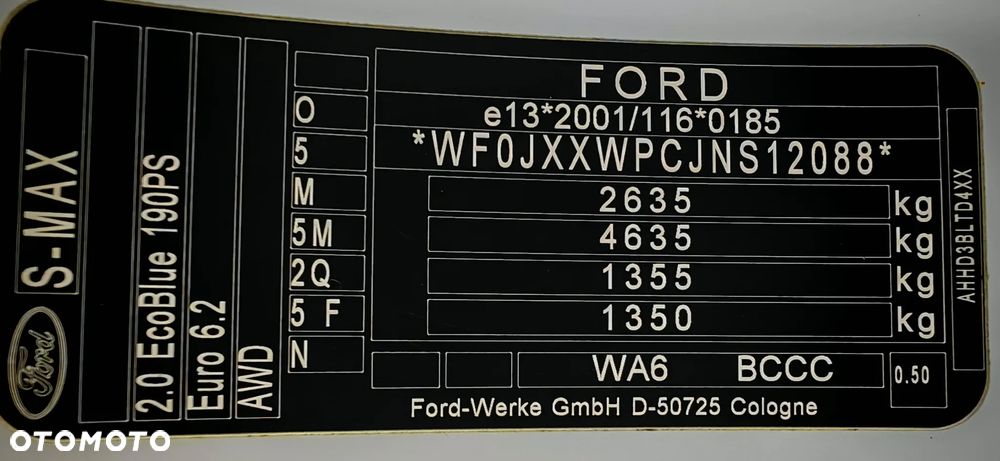 Ford
S-MAX
2.0 EcoBlue 190PS
Euro 6.2
AWD
O
5
M
5M
2Q
5 F
N
FORD
e13*2001/116*0185
*WF0JXXWPCJNS12088*
2635 kg
4635 kg
1355 kg
1350 kg
WA6 BCCC
0.50
Ford-Werke GmbH D-50725 Cologne
AHHD3BLTD4XX
OTOMOTO